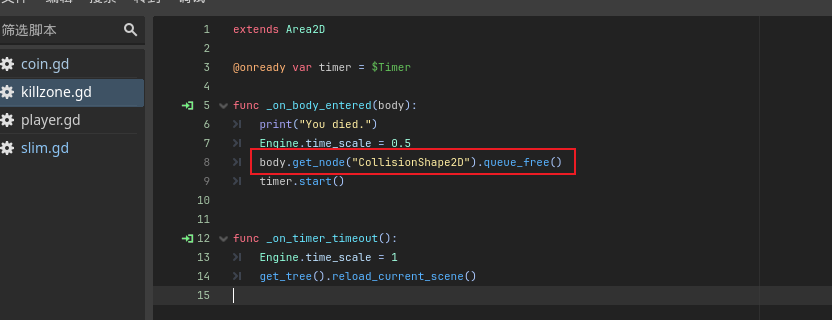 筛选脚本
coin.gd
killzone.gd
player.gd
slim.gd
1 extends Area2D
2
3 @onready var timer = $Timer
4
5 func _on_body_entered(body):
6 print("You died.")
7 Engine.time_scale = 0.5
8 body.get_node("CollisionShape2D").queue_free()
9 timer.start()
10
11
12 func _on_timer_timeout():
13 Engine.time_scale = 1
14 get_tree().reload_current_scene()
15